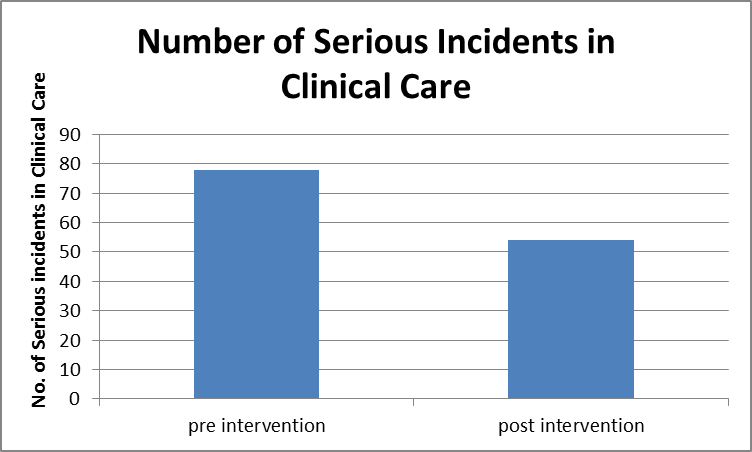 Number of Serious Incidents in
Clinical Care
No. of Serious incidents in Clinical Care
90
80
70
60
50
40
30
20
10
0
pre intervention
post intervention